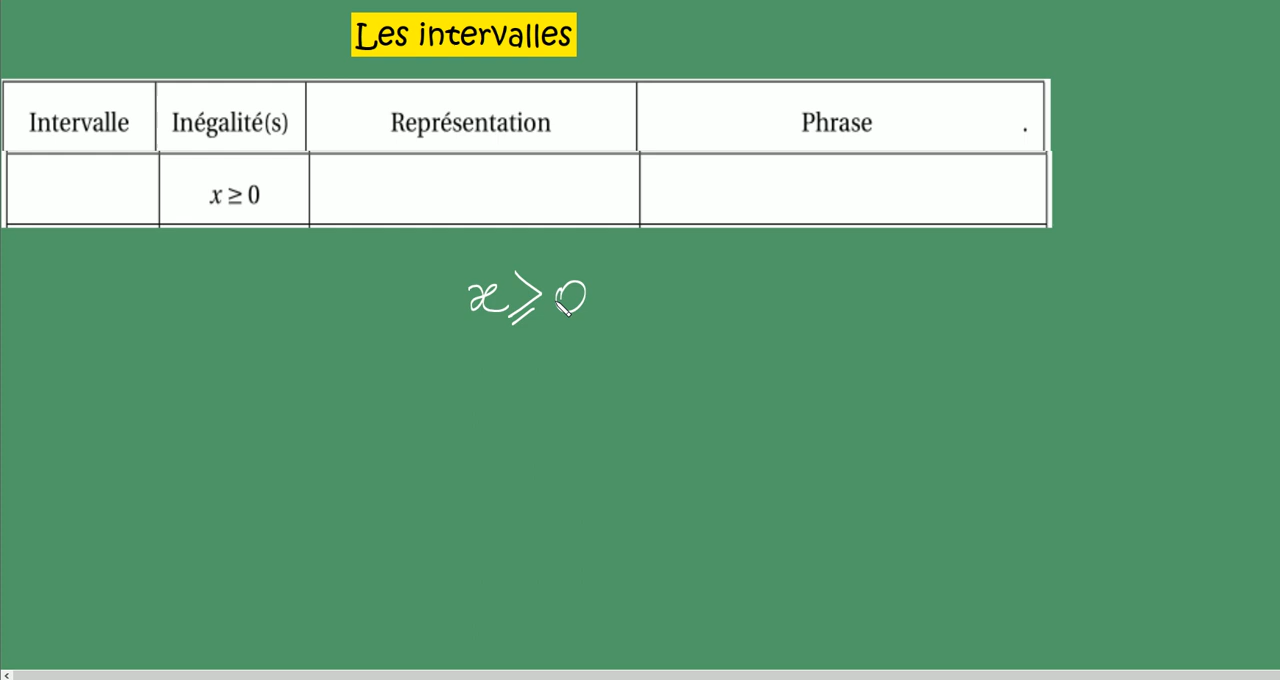 Les intervalles
Intervalle Inégalité(s) Représentation Phrase .
x ≥ 0
x ⩾ 0